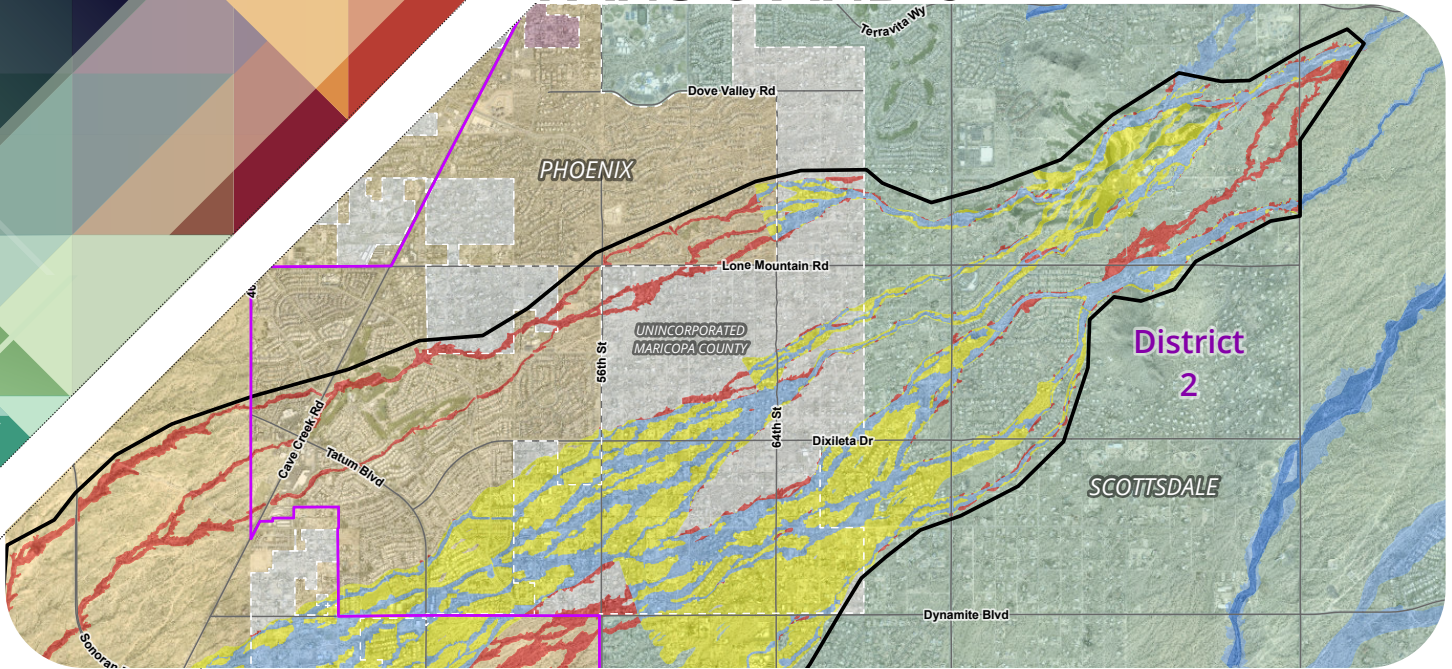 Terravita Wy
Dove Valley Rd
PHOENIX
Lone Mountain Rd
UNINCORPORATED
MARICOPA COUNTY
56th St
District
2
64th St
Cave Creek Rd
Dixileta Dr
Tatum Blvd
SCOTTSDALE
Dynamite Blvd